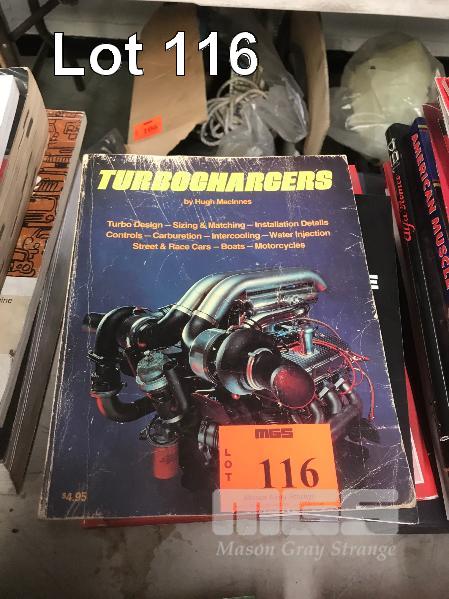 Lot 116
TURBOCHARGERS
by Hugh MacInnes
Turbo Design — Sizing & Matching — Installation Details
Controls — Carburetion — Intercooling — Water Injection
Street & Race Cars — Boats — Motorcycles
MGS
LOT
116
$4.95
MGS
Mason Gray Strange
AMERICAN MUSCLE